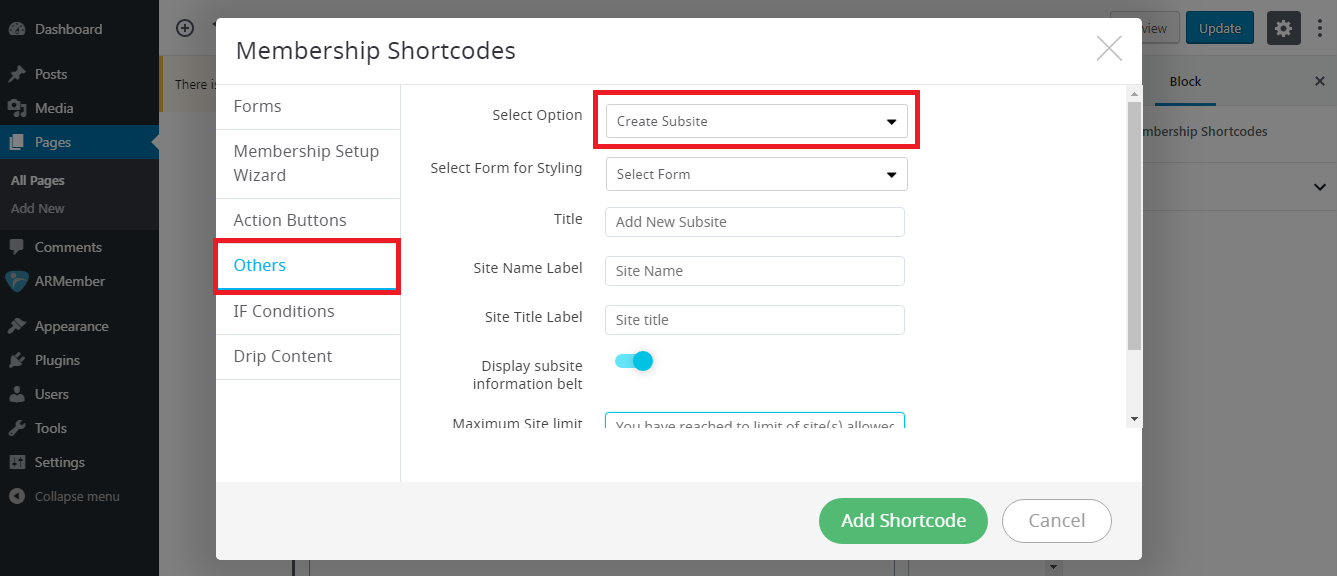 Dashboard
Posts
Media
Pages
All Pages
Add New
Comments
ARMember
Appearance
Plugins
Users
Tools
Settings
Collapse menu
There is
Update
Block
Membership Shortcodes
Forms
Membership Setup
Wizard
Action Buttons
Others
IF Conditions
Drip Content
Select Option
Create Subsite
Select Form for Styling
Select Form
Title
Add New Subsite
Site Name Label
Site Name
Site Title Label
Site title
Display subsite
information belt
Maximum Site limit
You have reached to limit of site(s) allowed
Add Shortcode
Cancel
mbership Shortcodes